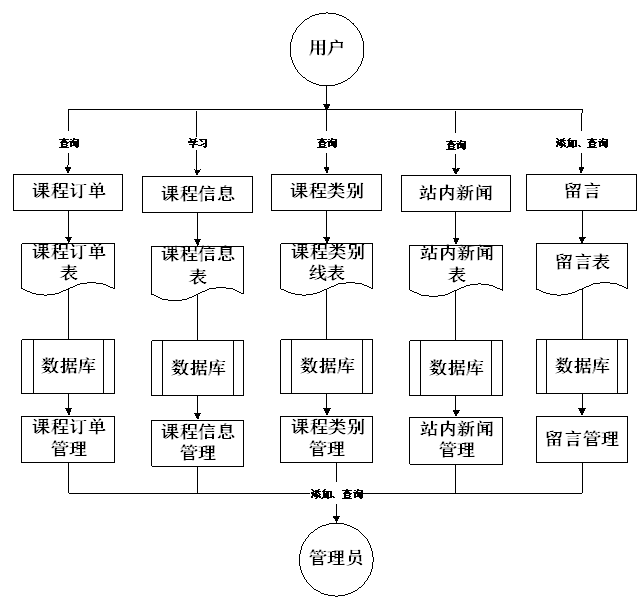 用户
查询
学习
查询
查询
添加、查询
课程订单
课程信息
课程类别
站内新闻
留言
课程订单
表
课程信息
表
课程类别
线表
站内新闻
表
留言表
数据库
数据库
数据库
数据库
数据库
课程订单
管理
课程信息
管理
课程类别
管理
站内新闻
管理
留言管理
添加、查询
管理员